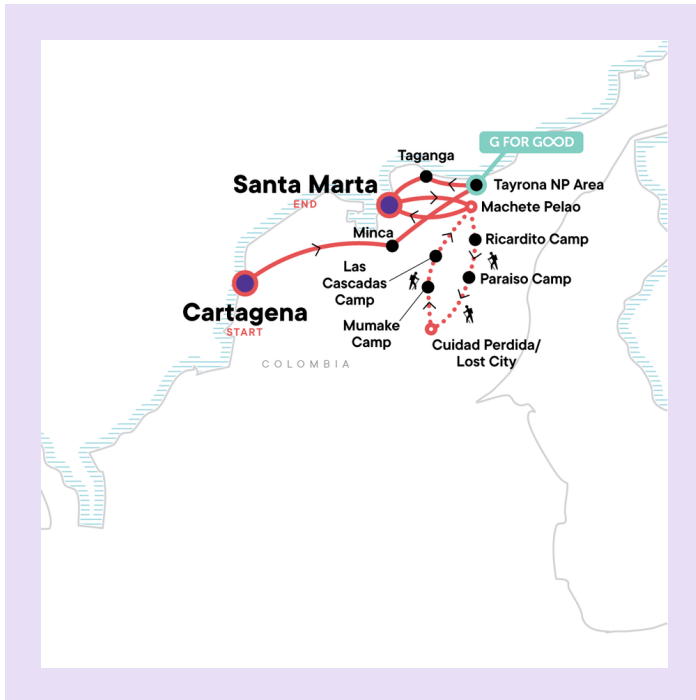 G FOR GOOD
Taganga
Santa Marta
END
Tayrona NP Area
Machete Pelao
Minca
Ricardito Camp
Las
Cascadas
Camp
Paraiso Camp
Cartagena
START
Mumake
Camp
Cuidad Perdida/
Lost City
COLOMBIA